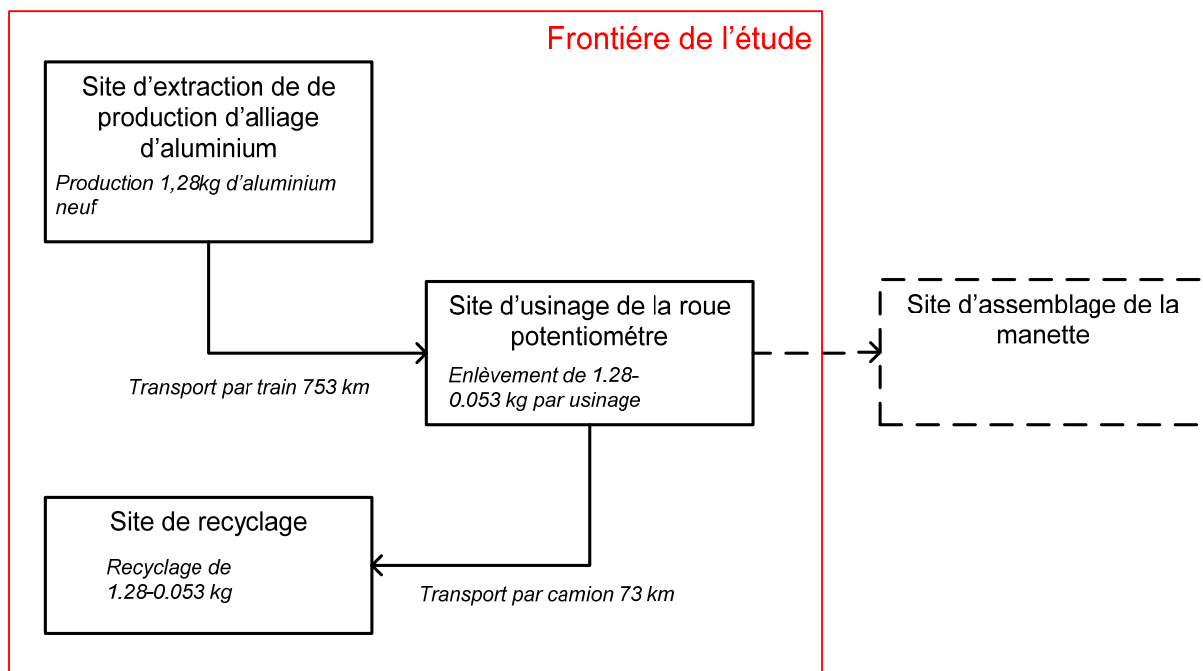 Frontiére de l'étude
Site d'extraction de de
production d'alliage
d'aluminium
Production 1,28kg d'aluminium
neuf
Site d'usinage de la roue
potentiométre
Enlèvement de 1.28-
0.053 kg par usinage
Site d'assemblage de la
manette
Transport par train 753 km
Site de recyclage
Recyclage de
1.28-0.053 kg
Transport par camion 73 km